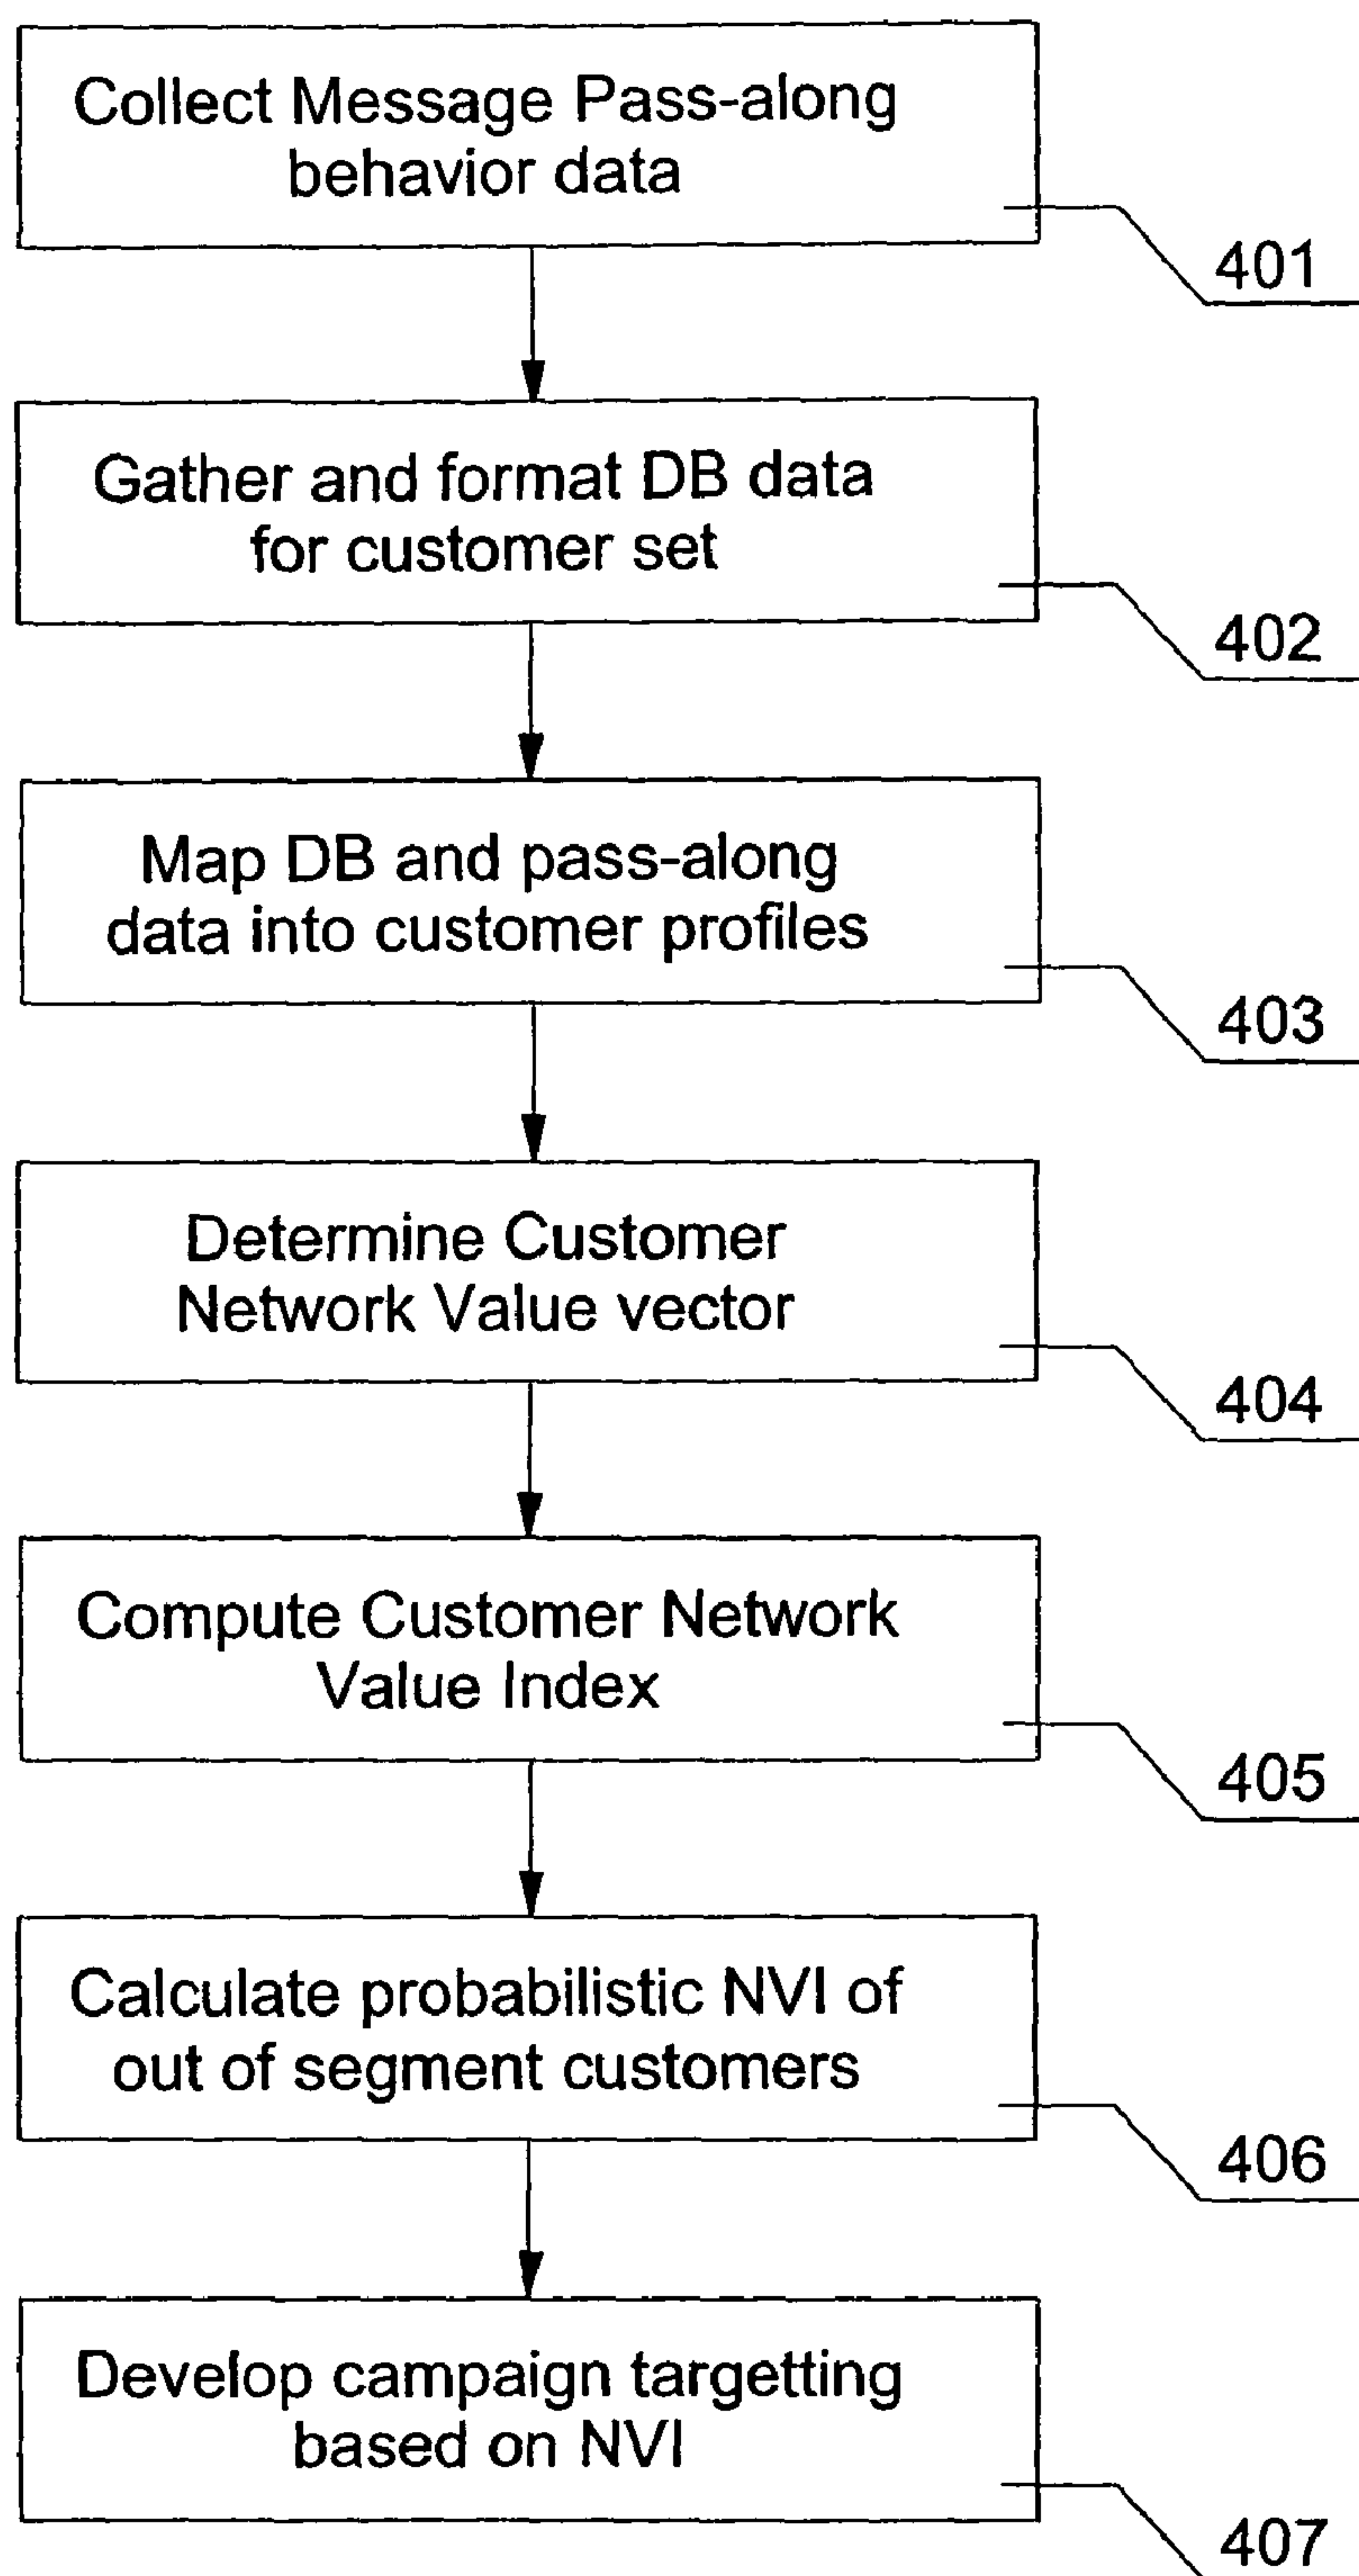 Collect Message Pass-along
behavior data
401
Gather and format DB data
for customer set
402
Map DB and pass-along
data into customer profiles
403
Determine Customer
Network Value vector
404
Compute Customer Network
Value Index
405
Calculate probabilistic NVI of
out of segment customers
406
Develop campaign targetting
based on NVI
407